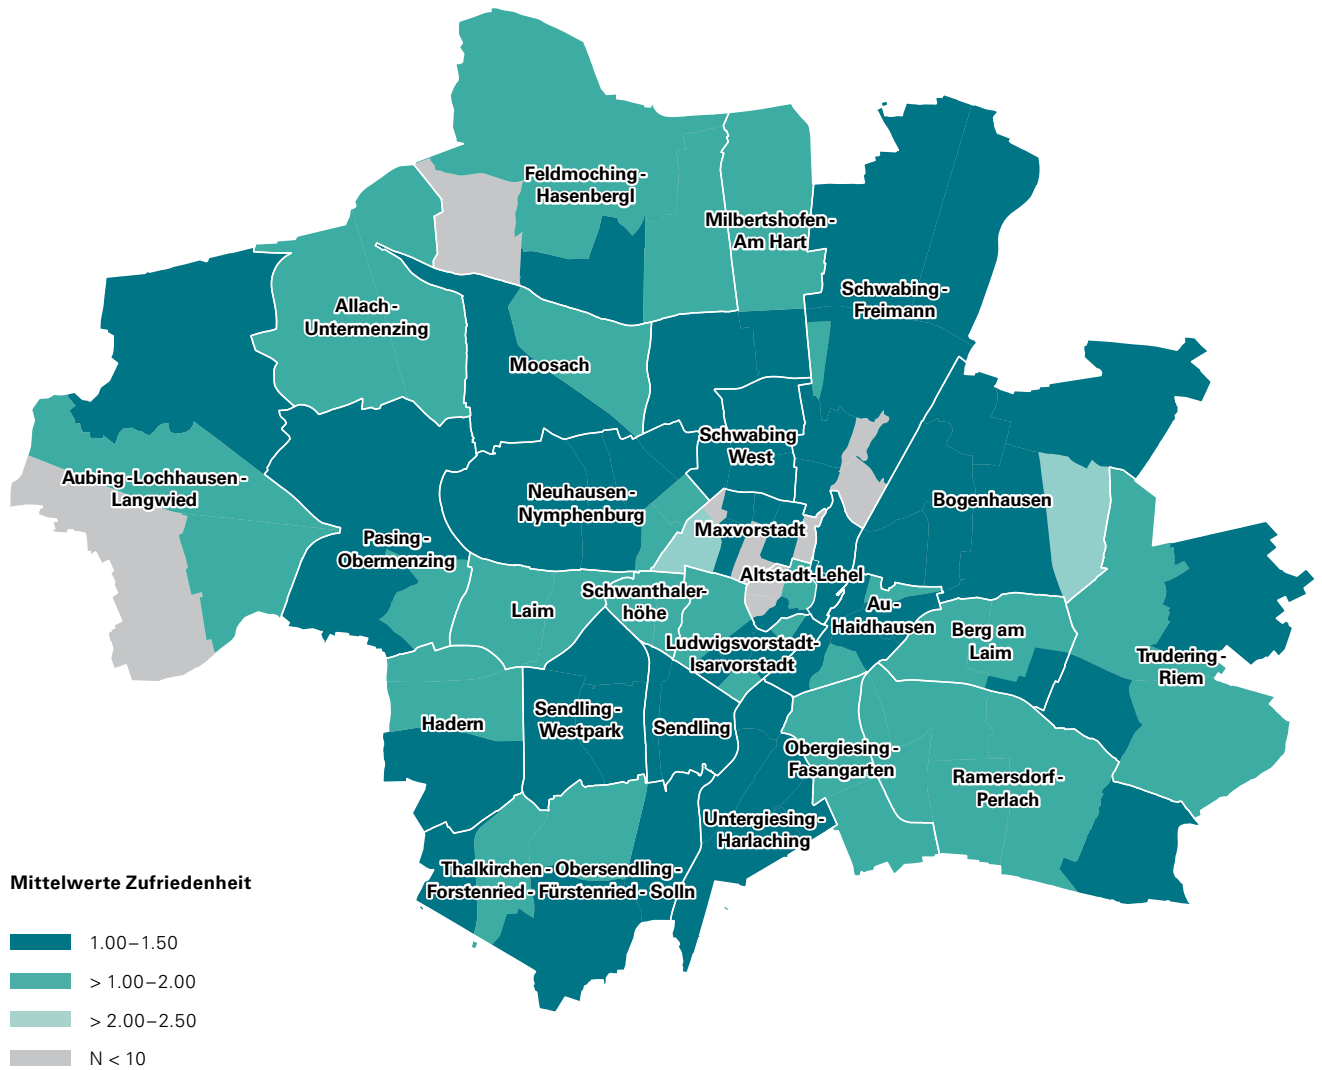 Feldmoching-
Hasenbergl
Milbertshofen-
Am Hart
Schwabing-
Freimann
Allach-
Untermenzing
Moosach
Schwabing
West
Aubing-Lochhausen-
Langwied
Neuhausen-
Nymphenburg
Bogenhausen
Maxvorstadt
Pasing-
Obermenzing
Altstadt-Lehel
Laim
Schwanthaler-
höhe
Au-
Haidhausen
Ludwigsvorstadt-
Isarvorstadt
Berg am
Laim
Trudering-
Riem
Hadern
Sendling-
Westpark
Sendling
Obergiesing-
Fasangarten
Ramersdorf-
Perlach
Untergiesing-
Harlaching
Thalkirchen-Obersendling-
Forstenried-Fürstenried-Solln
Mittelwerte Zufriedenheit
1.00–1.50
> 1.00–2.00
> 2.00–2.50
N < 10